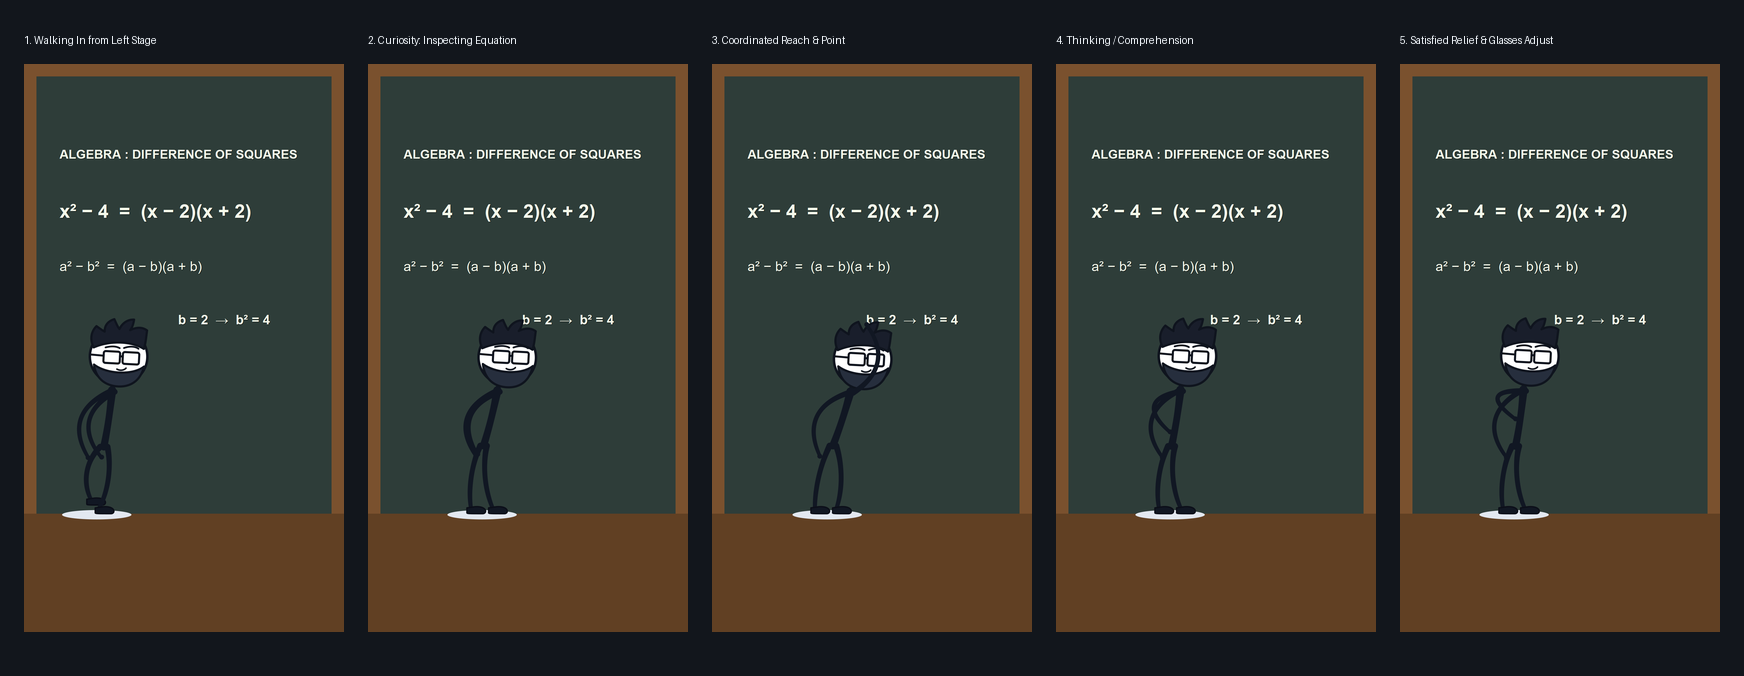 1. Walking In from Left Stage
ALGEBRA : DIFFERENCE OF SQUARES
x² − 4 = (x − 2)(x + 2)
a² − b² = (a − b)(a + b)
b = 2 → b² = 4
2. Curiosity: Inspecting Equation
ALGEBRA : DIFFERENCE OF SQUARES
x² − 4 = (x − 2)(x + 2)
a² − b² = (a − b)(a + b)
b = 2 → b² = 4
3. Coordinated Reach & Point
ALGEBRA : DIFFERENCE OF SQUARES
x² − 4 = (x − 2)(x + 2)
a² − b² = (a − b)(a + b)
b = 2 → b² = 4
4. Thinking / Comprehension
ALGEBRA : DIFFERENCE OF SQUARES
x² − 4 = (x − 2)(x + 2)
a² − b² = (a − b)(a + b)
b = 2 → b² = 4
5. Satisfied Relief & Glasses Adjust
ALGEBRA : DIFFERENCE OF SQUARES
x² − 4 = (x − 2)(x + 2)
a² − b² = (a − b)(a + b)
b = 2 → b² = 4